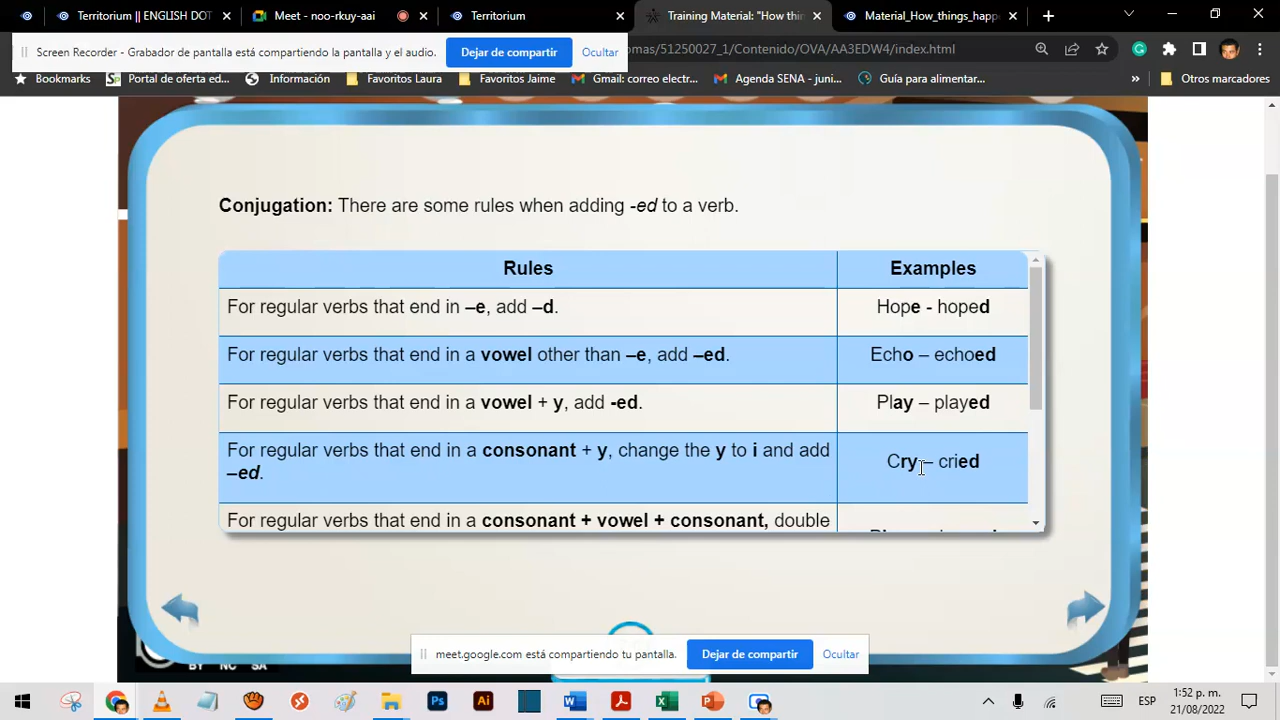 Territorium || ENGLISH DOT
Meet - noo-rkuy-aai
Territorium
Training Material: "How thin
Material_How_things_happ
Screen Recorder - Grabador de pantalla está compartiendo la pantalla y el audio.
Dejar de compartir
Ocultar
omas/51250027_1/Contenido/OVA/AA3EDW4/index.html
Bookmarks
Portal de oferta ed...
Información
Favoritos Laura
Favoritos Jaime
Gmail: correo electr...
Agenda SENA - juni...
Guía para alimentar...
»
Otros marcadores
Conjugation: There are some rules when adding -ed to a verb.
Rules
Examples
For regular verbs that end in –e, add –d.
Hope - hoped
For regular verbs that end in a vowel other than –e, add –ed.
Echo – echoed
For regular verbs that end in a vowel + y, add -ed.
Play – played
For regular verbs that end in a consonant + y, change the y to i and add
–ed.
Cry – cried
For regular verbs that end in a consonant + vowel + consonant, double
meet.google.com está compartiendo tu pantalla.
Dejar de compartir
Ocultar
BY NC SA
ESP
1:52 p. m.
21/08/2022